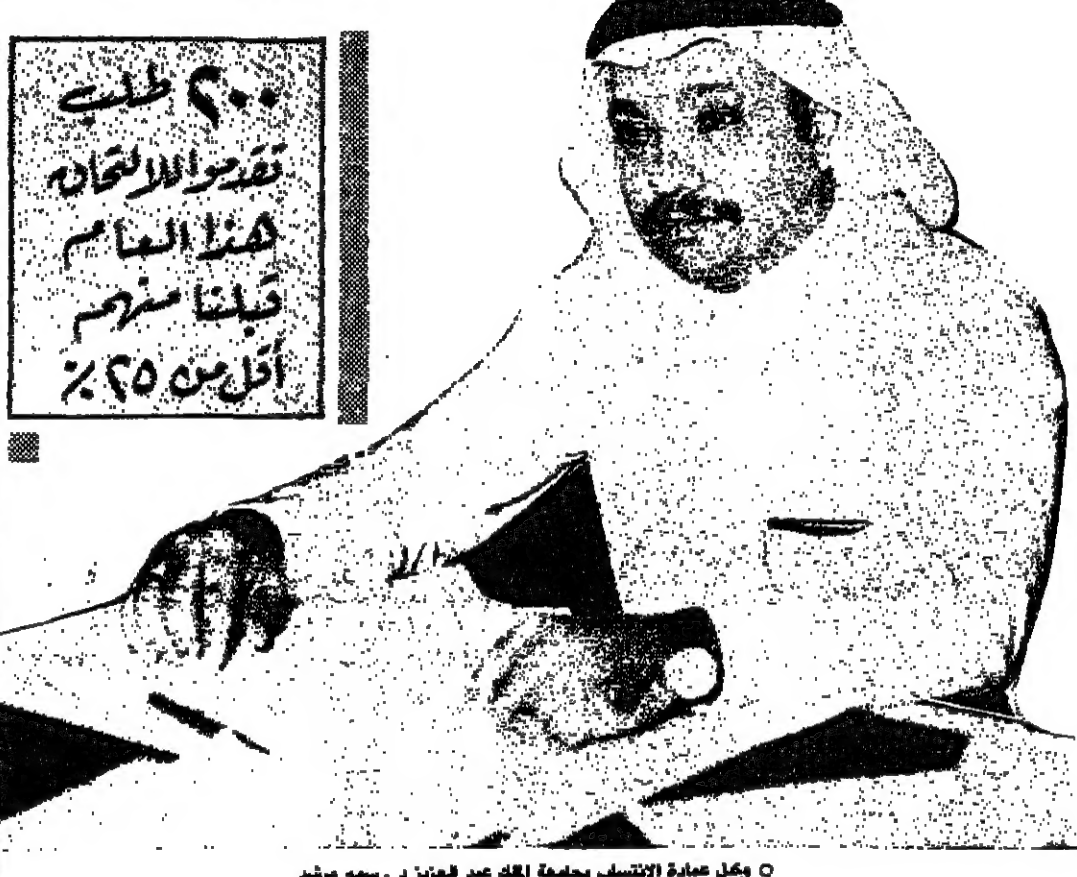 ٢٠٠ طلب
تقدموا للالتحاق
هذا العام
قبلنا منهم
أقل من ٢٥ ٪
وكيل عمادة الانتساب بجامعة الملك عبد العزيز د .